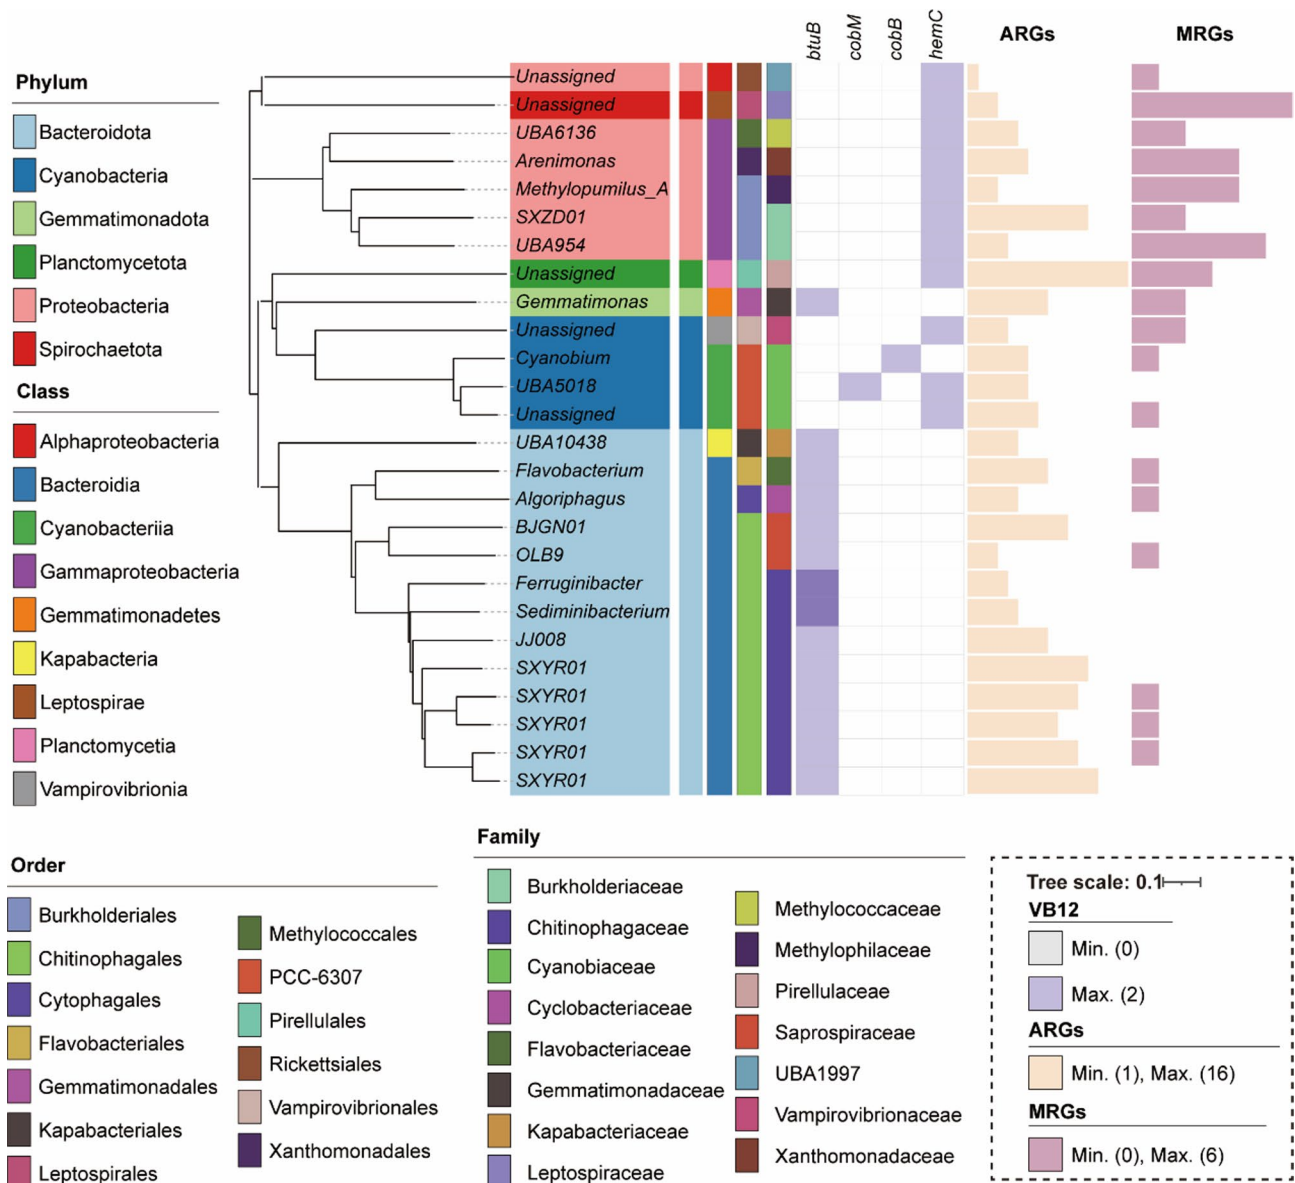 btuB
cobM
cobB
hemC
ARGs
MRGs
Phylum
Bacteroidota
Cyanobacteria
Gemmatimonadota
Planctomycetota
Proteobacteria
Spirochaetota
Class
Alphaproteobacteria
Bacteroidia
Cyanobacteriia
Gammaproteobacteria
Gemmatimonadetes
Kapabacteria
Leptospirae
Planctomycetia
Vampirovibrionia
Unassigned
Unassigned
UBA6136
Arenimonas
Methylopumilus_A
SXZD01
UBA954
Unassigned
Gemmatimonas
Unassigned
Cyanobium
UBA5018
Unassigned
UBA10438
Flavobacterium
Algoriphagus
BJGN01
OLB9
Ferruginibacter
Sediminibacterium
JJ008
SXYR01
SXYR01
SXYR01
SXYR01
SXYR01
Order
Burkholderiales
Chitinophagales
Cytophagales
Flavobacteriales
Gemmatimonadales
Kapabacteriales
Leptospirales
Methylococcales
PCC-6307
Pirellulales
Rickettsiales
Vampirovibrionales
Xanthomonadales
Family
Burkholderiaceae
Chitinophagaceae
Cyanobiaceae
Cyclobacteriaceae
Flavobacteriaceae
Gemmatimonadaceae
Kapabacteriaceae
Leptospiraceae
Methylococcaceae
Methylophilaceae
Pirellulaceae
Saprospiraceae
UBA1997
Vampirovibrionaceae
Xanthomonadaceae
Tree scale: 0.1
VB12
Min. (0)
Max. (2)
ARGs
Min. (1), Max. (16)
MRGs
Min. (0), Max. (6)